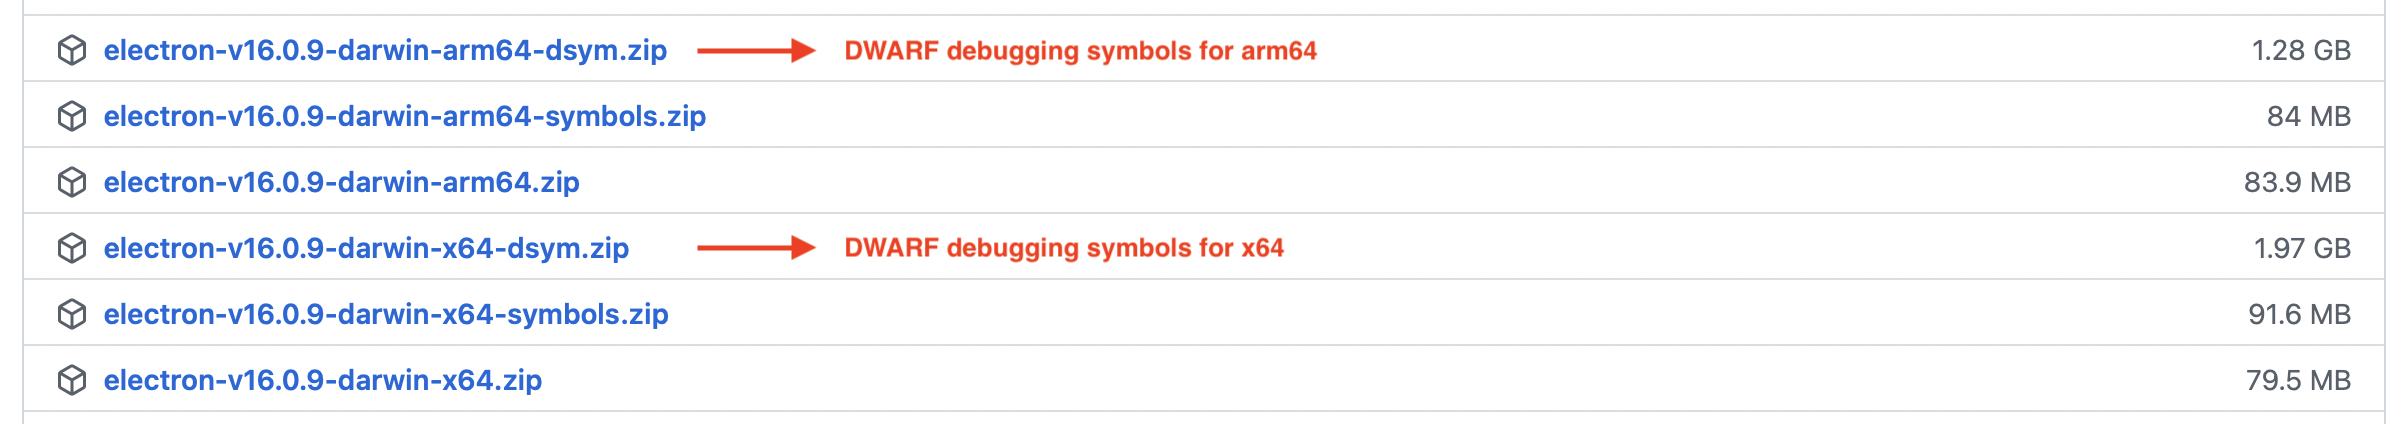 electron-v16.0.9-darwin-arm64-dsym.zip DWARF debugging symbols for arm64 1.28 GB
electron-v16.0.9-darwin-arm64-symbols.zip 84 MB
electron-v16.0.9-darwin-arm64.zip 83.9 MB
electron-v16.0.9-darwin-x64-dsym.zip DWARF debugging symbols for x64 1.97 GB
electron-v16.0.9-darwin-x64-symbols.zip 91.6 MB
electron-v16.0.9-darwin-x64.zip 79.5 MB